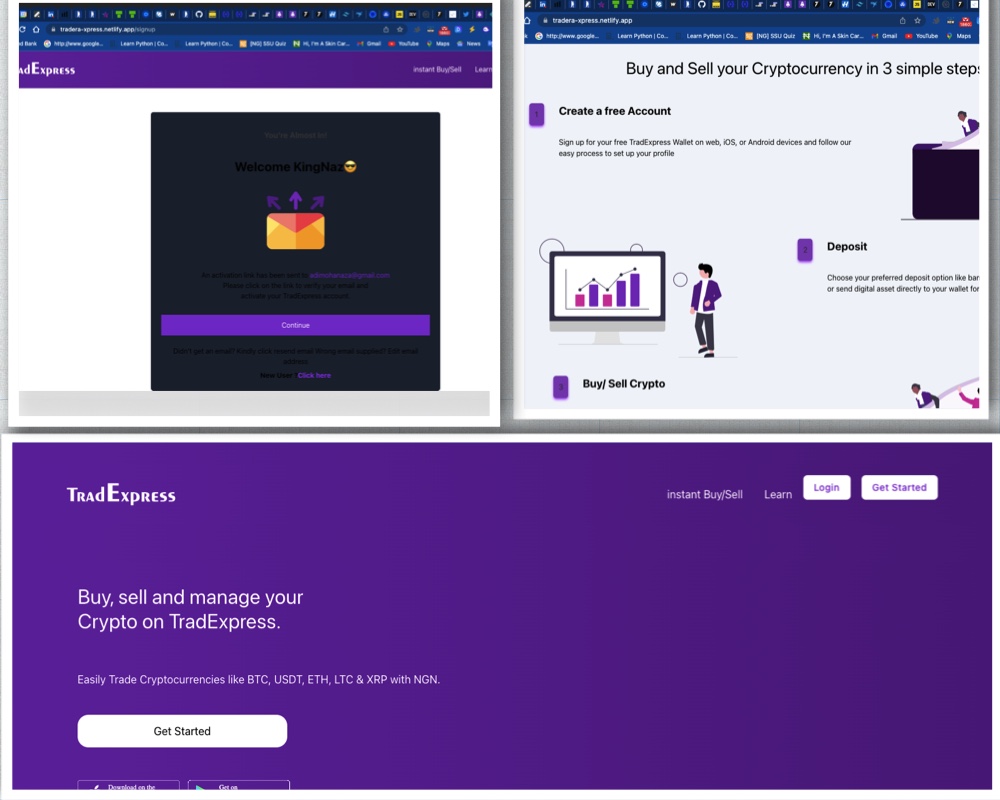 tradera-xpress.netlify.app/signup
d Bank http://www.google... Learn Python | Co... Learn Python | Co... [NG] SSU Quiz Hi, I'm A Skin Car... Gmail YouTube Maps News
adExpress
instant Buy/Sell Learn
You're Almost to!
Welcome KingNaz😎
An activation link has been sent to
Please click on the link to verify your email and
activate your TradExpress account.
Continue
Didn't get an email? Kindly click resend email Wrong email supplied? Edit email
address
New User? Click here
tradera-xpress.netlify.app
http://www.google... Learn Python | Co... Learn Python | Co... [NG] SSU Quiz Hi, I'm A Skin Car... Gmail YouTube Maps
Buy and Sell your Cryptocurrency in 3 simple steps
1
Create a free Account
Sign up for your free TradExpress Wallet on web, iOS, or Android devices and follow our
easy process to set up your profile
2
Deposit
Choose your preferred deposit option like ban
or send digital asset directly to your wallet for
3
Buy/ Sell Crypto
TradExpress
instant Buy/Sell Learn Login Get Started
Buy, sell and manage your
Crypto on TradExpress.
Easily Trade Cryptocurrencies like BTC, USDT, ETH, LTC & XRP with NGN.
Get Started
Download on the
Get on